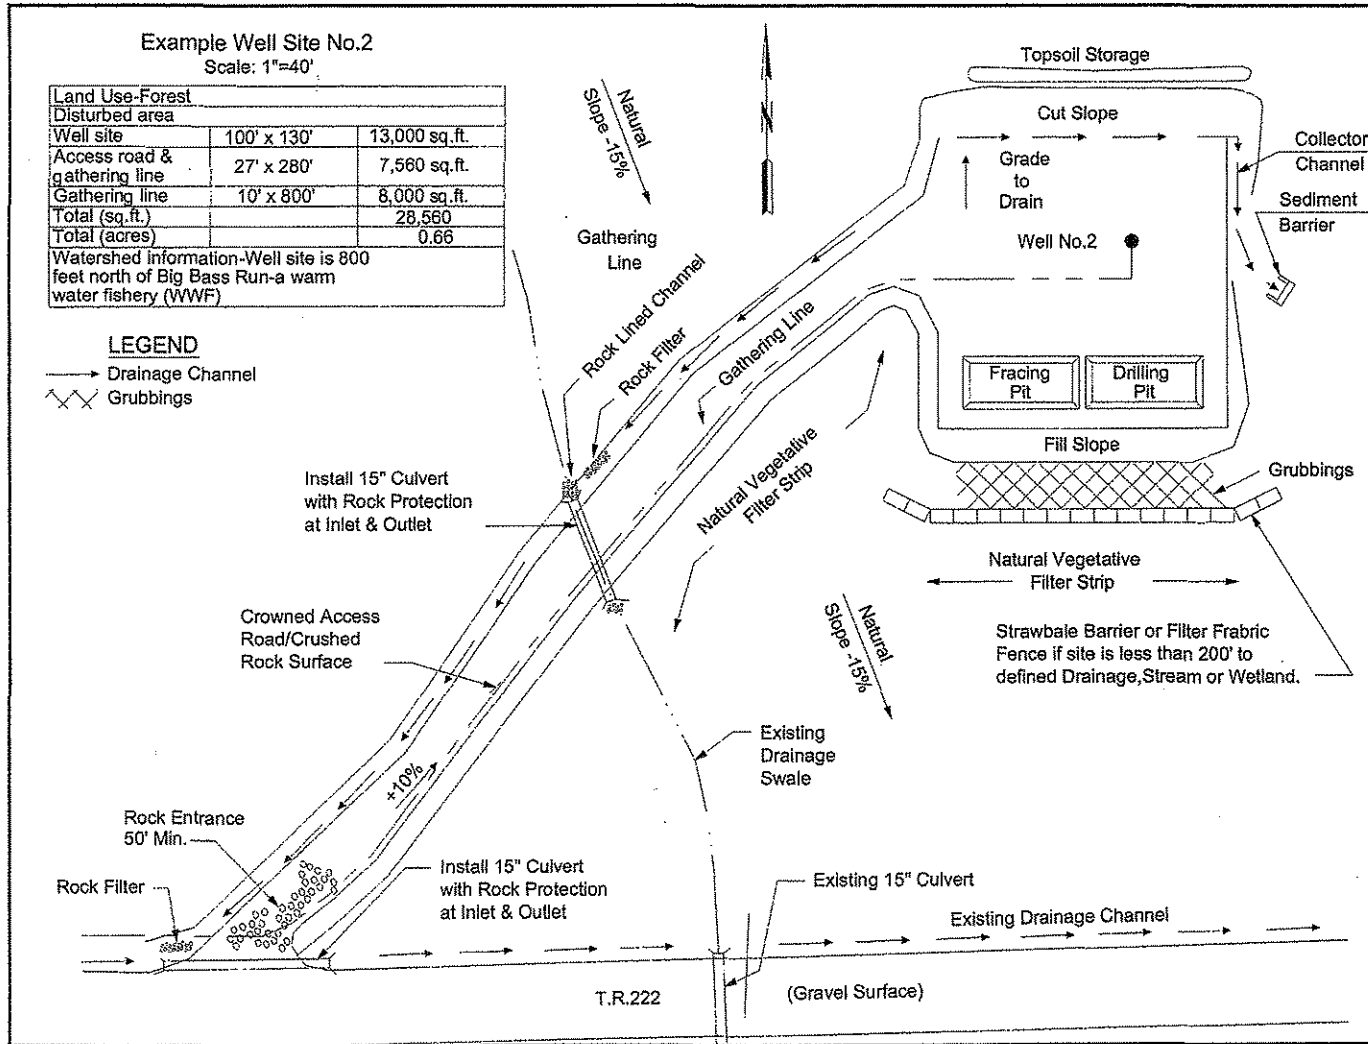 Example Well Site No.2
Scale: 1"=40'
Land Use-Forest
Disturbed area
Well site 100' x 130' 13,000 sq.ft.
Access road &
gathering line 27' x 280' 7,560 sq.ft.
Gathering line 10' x 800' 8,000 sq.ft.
Total (sq.ft.) 28,560
Total (acres) 0.66
Watershed information-Well site is 800
feet north of Big Bass Run-a warm
water fishery (WWF)
LEGEND
Drainage Channel
Grubbings
Natural
Slope -15%
Gathering
Line
N
Topsoil Storage
Cut Slope
Grade
to
Drain
Collector
Channel
Sediment
Barrier
Well No.2
Rock Lined Channel
Rock Filter
Gathering Line
Fracing
Pit
Drilling
Pit
Fill Slope
Grubbings
Install 15" Culvert
with Rock Protection
at Inlet & Outlet
Natural Vegetative
Filter Strip
Natural Vegetative
Filter Strip
Natural
Slope -15%
Strawbale Barrier or Filter Frabric
Fence if site is less than 200' to
defined Drainage,Stream or Wetland.
Crowned Access
Road/Crushed
Rock Surface
Existing
Drainage
Swale
+10%
Rock Entrance
50' Min.
Rock Filter
Install 15" Culvert
with Rock Protection
at Inlet & Outlet
Existing 15" Culvert
Existing Drainage Channel
T.R.222
(Gravel Surface)